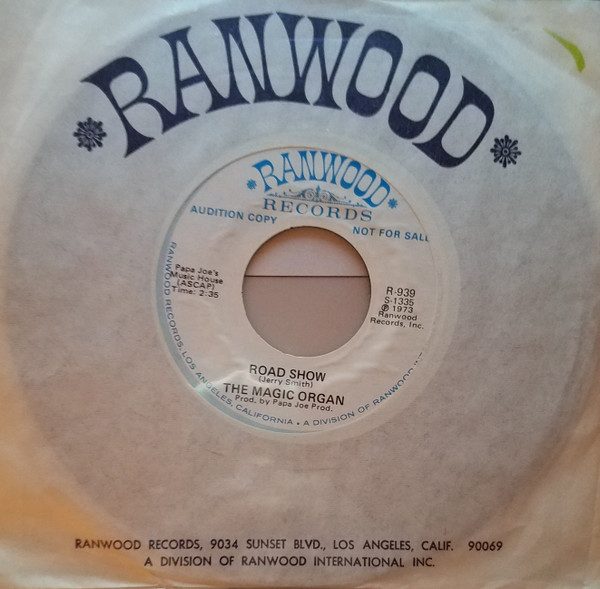 RANWOOD
RANWOOD
RECORDS
AUDITION COPY
NOT FOR SAL
Papa Joe's
Music House
(ASCAP)
Time: 2:35
R-939
S-1335
Ⓟ 1973
Ranwood
Records, Inc.
ROAD SHOW
(Jerry Smith)
THE MAGIC ORGAN
Prod. by Papa Joe Prod.
RANWOOD RECORDS, LOS ANGELES, CALIFORNIA • A DIVISION OF RANWOOD
RANWOOD RECORDS, 9034 SUNSET BLVD., LOS ANGELES, CALIF. 90069
A DIVISION OF RANWOOD INTERNATIONAL INC.